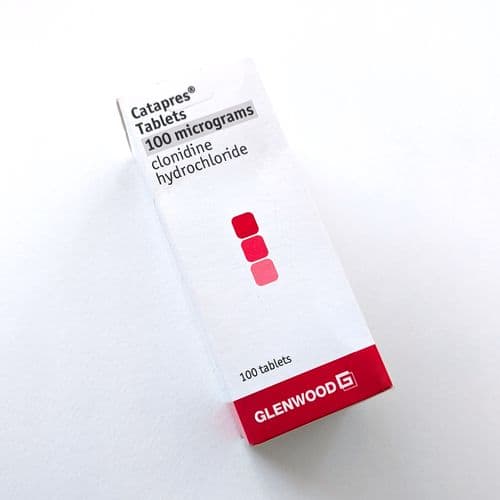 Catapres®
Tablets
100 micrograms
clonidine
hydrochloride
100 tablets
GLENWOOD G